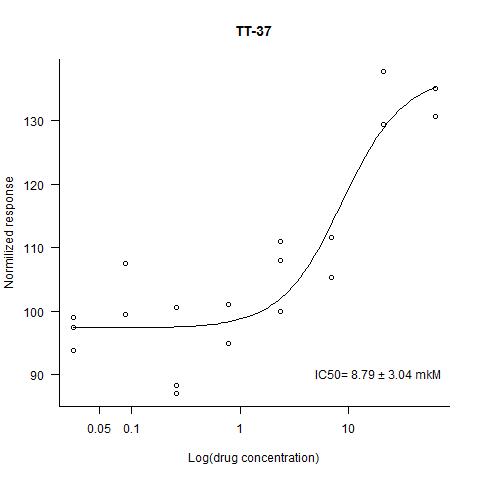 TT-37
Normilized response
130
120
110
100
90
IC50= 8.79 ± 3.04 mkM
0.05 0.1 1 10
Log(drug concentration)